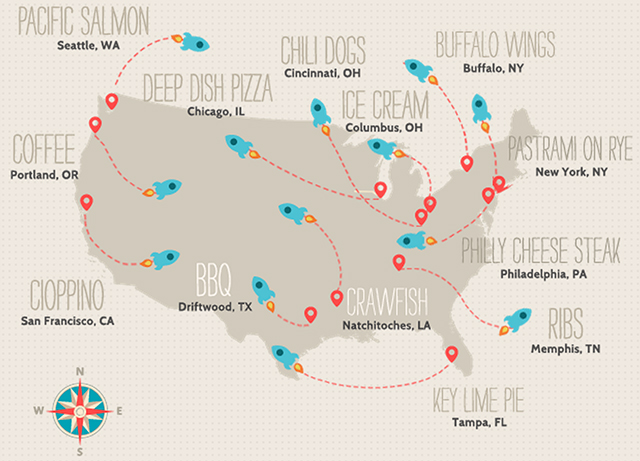 PACIFIC SALMON
Seattle, WA
CHILI DOGS
Cincinnati, OH
BUFFALO WINGS
Buffalo, NY
DEEP DISH PIZZA
Chicago, IL
ICE CREAM
Columbus, OH
COFFEE
Portland, OR
PASTRAMI ON RYE
New York, NY
PHILLY CHEESE STEAK
Philadelphia, PA
CIOPPINO
San Francisco, CA
BBQ
Driftwood, TX
CRAWFISH
Natchitoches, LA
RIBS
Memphis, TN
KEY LIME PIE
Tampa, FL
N
W E
S